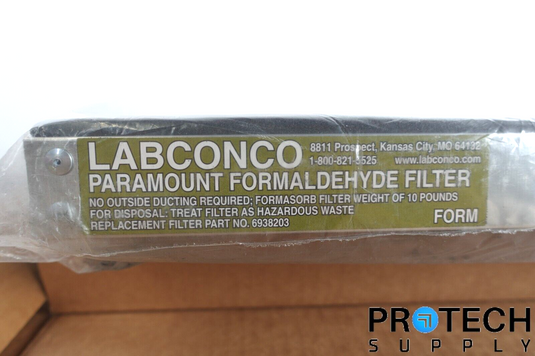 LABCONCO
8811 Prospect, Kansas City, MO 64132
1-800-821-5525 www.labconco.com
PARAMOUNT FORMALDEHYDE FILTER
NO OUTSIDE DUCTING REQUIRED; FORMASORB FILTER WEIGHT OF 10 POUNDS
FOR DISPOSAL: TREAT FILTER AS HAZARDOUS WASTE
REPLACEMENT FILTER PART NO. 6938203
FORM
PROTECH
SUPPLY